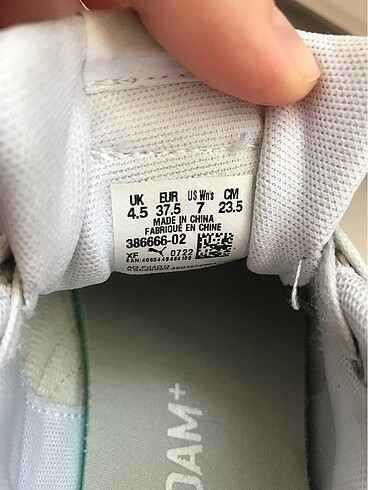 UK EUR US Wn's CM
4.5 37.5 7 23.5
MADE IN CHINA
FABRIQUÉ EN CHINE
386666-02
XF 0722
OAM+